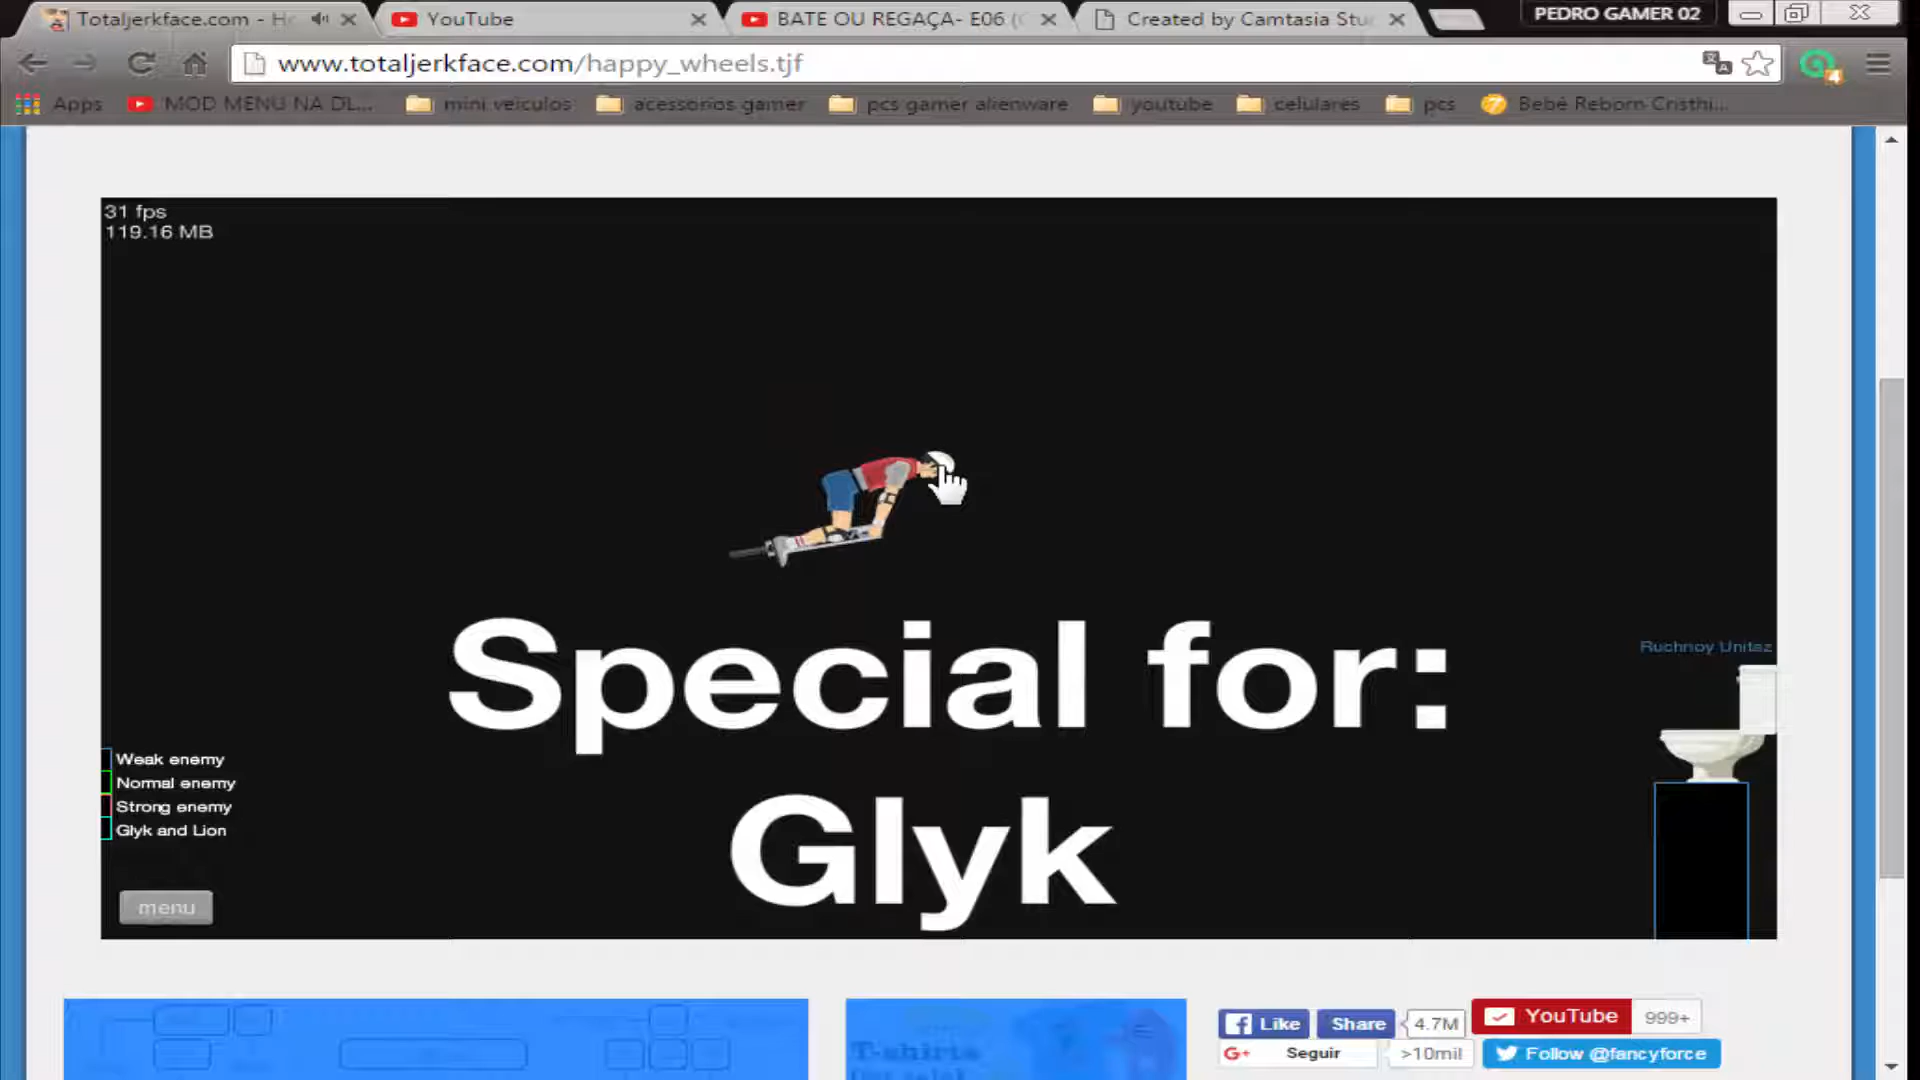 Totaljerkface.com - H
YouTube
BATE OU REGAÇA- E06 (
Created by Camtasia Stu
PEDRO GAMER 02
www.totaljerkface.com/happy_wheels.tjf
4
Apps
MOD MENU NA DL...
mini veiculos
acessorios gamer
pcs gamer alienware
youtube
celulares
pcs
Bebê Reborn Cristhi...
31 fps
119.16 MB
Special for:
Glyk
Ruchnoy Unitaz
Weak enemy
Normal enemy
Strong enemy
Glyk and Lion
menu
T-shirts
Like
Share
4.7M
YouTube
999+
G+
Seguir
>10mil
Follow @fancyforce